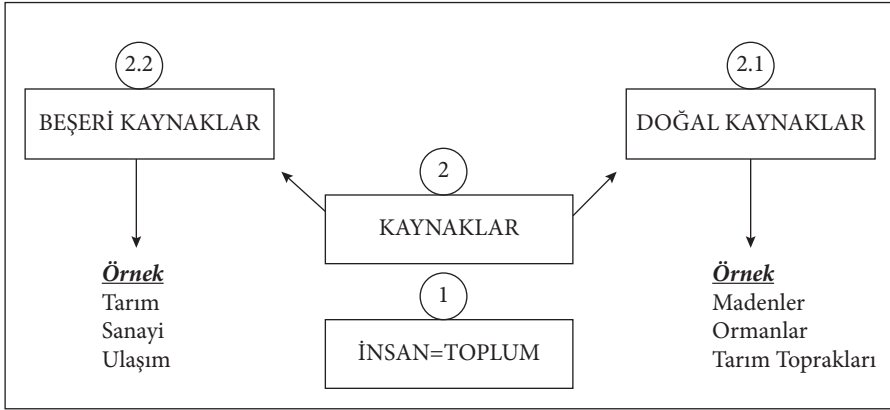 2.2
BEŞERİ KAYNAKLAR
Örnek
Tarım
Sanayi
Ulaşım
2
KAYNAKLAR
1
İNSAN=TOPLUM
2.1
DOĞAL KAYNAKLAR
Örnek
Madenler
Ormanlar
Tarım Toprakları